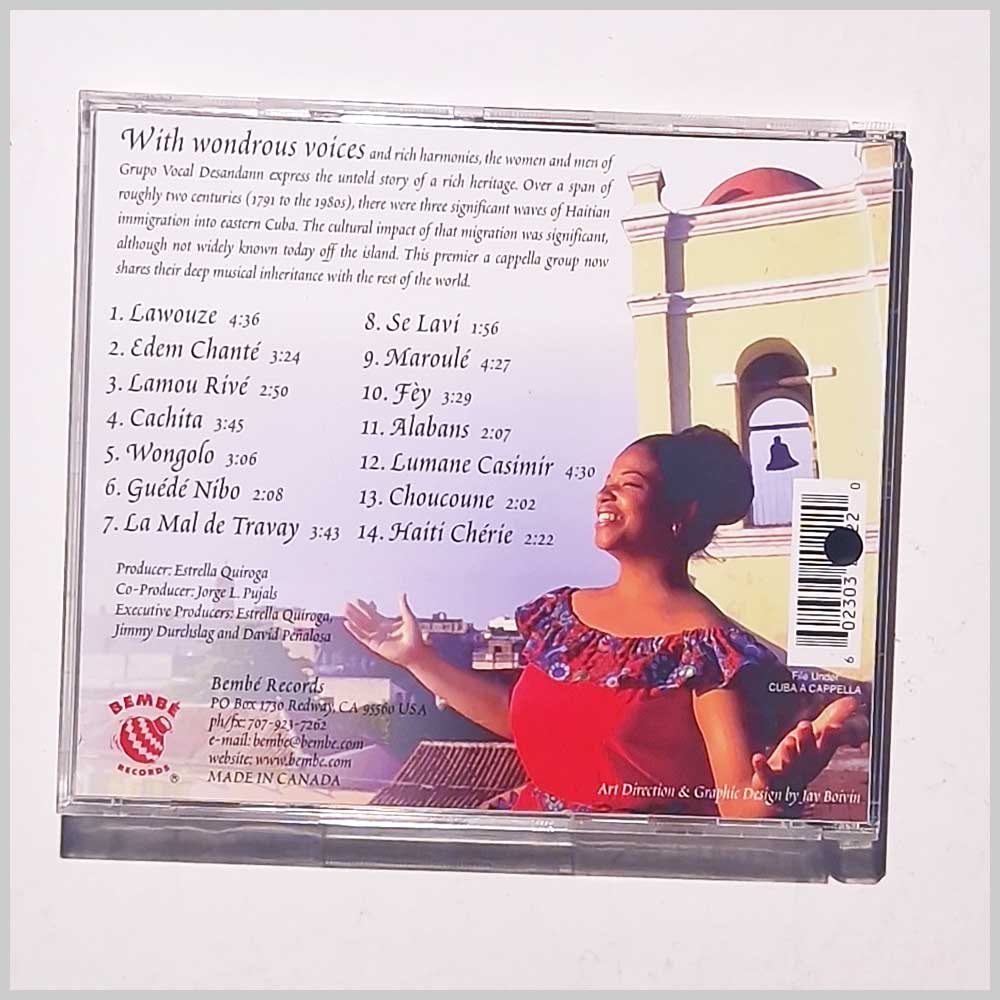 With wondrous voices and rich harmonies, the women and men of
Grupo Vocal Desandann express the untold story of a rich heritage. Over a span of
roughly two centuries (1791 to the 1980s), there were three significant waves of Haitian
immigration into eastern Cuba. The cultural impact of that migration was significant,
although not widely known today off the island. This premier a cappella group now
shares their deep musical inheritance with the rest of the world.
1. Lawouze 4:36
2. Edem Chanté 3:24
3. Lamou Rivé 2:50
4. Cachita 3:45
5. Wongolo 3:06
6. Guédé Nibo 2:08
7. La Mal de Travay 3:43
8. Se Lavi 1:56
9. Maroulé 4:27
10. Fèy 3:29
11. Alabans 2:07
12. Lumane Casimir 4:30
13. Choucoune 2:02
14. Haiti Chérie 2:22
Producer: Estrella Quiroga
Co-Producer: Jorge L. Pujals
Executive Producers: Estrella Quiroga,
Jimmy Durchslag and David Peñalosa
BEMBÉ
RECORDS
®
Bembé Records
PO Box 1730 Redway, CA 95560 USA
ph/fx: 707-923-7262
e-mail: bembe@bembe.com
website: www.bembe.com
MADE IN CANADA
6 02303 22 0
File Under
CUBA A CAPPELLA
Art Direction & Graphic Design by Jay Boivin